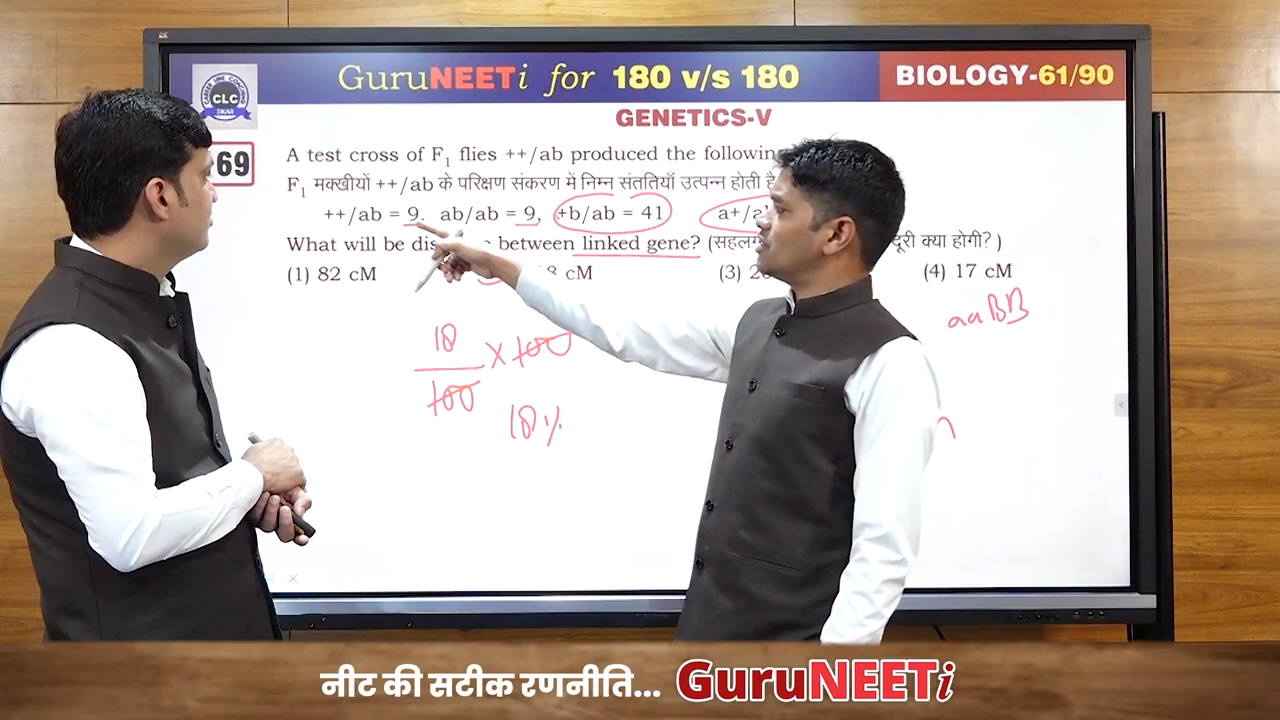 GuruNEETi for 180 v/s 180
BIOLOGY-61/90
CLC
SIKAR
GENETICS-V
69
A test cross of F1 flies ++/ab produced the following
F1 मक्खीयों ++/ab के परिक्षण संकरण में निम्न संततियाँ उत्पन्न होती
++/ab = 9. ab/ab = 9, +b/ab = 41 a+/a
What will be between linked gene? दूरी क्या होगी? )
(1) 82 cM 8 cM (3) 2 (4) 17 cM
aaBB
18
100
× 100
18%
नीट की सटीक रणनीति... GuruNEETi